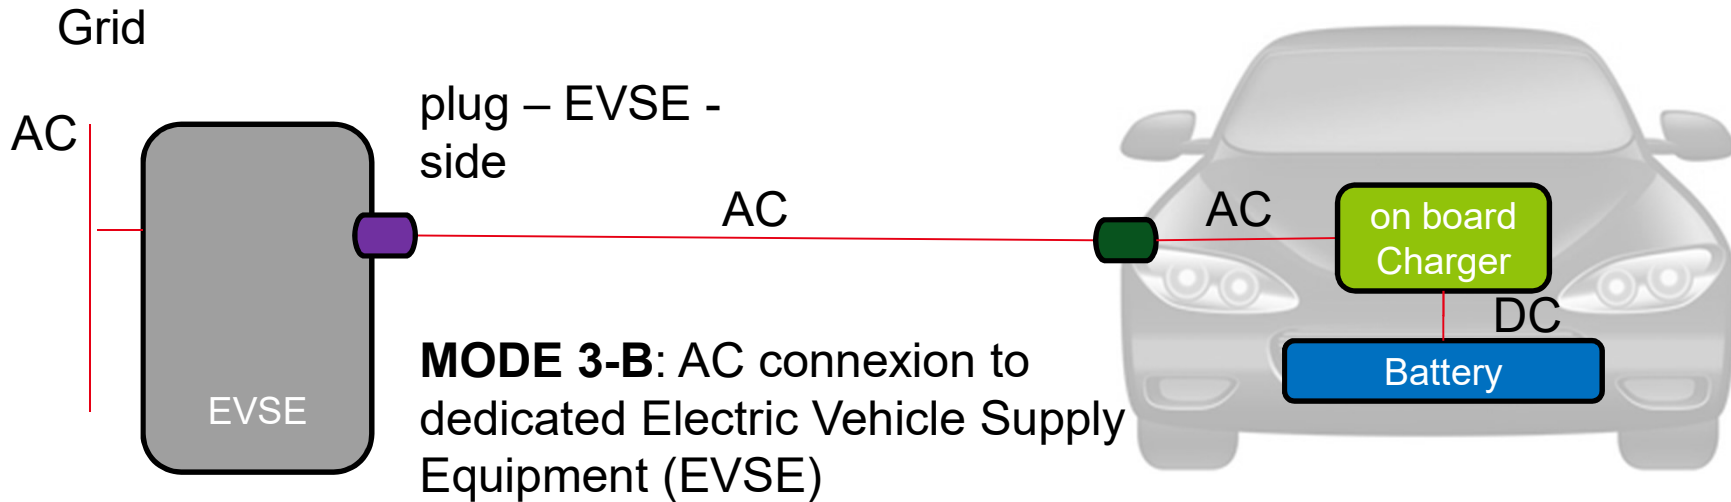 Grid
AC
plug – EVSE -
side
AC
AC
on board
Charger
DC
Battery
EVSE
MODE 3-B: AC connexion to
dedicated Electric Vehicle Supply
Equipment (EVSE)